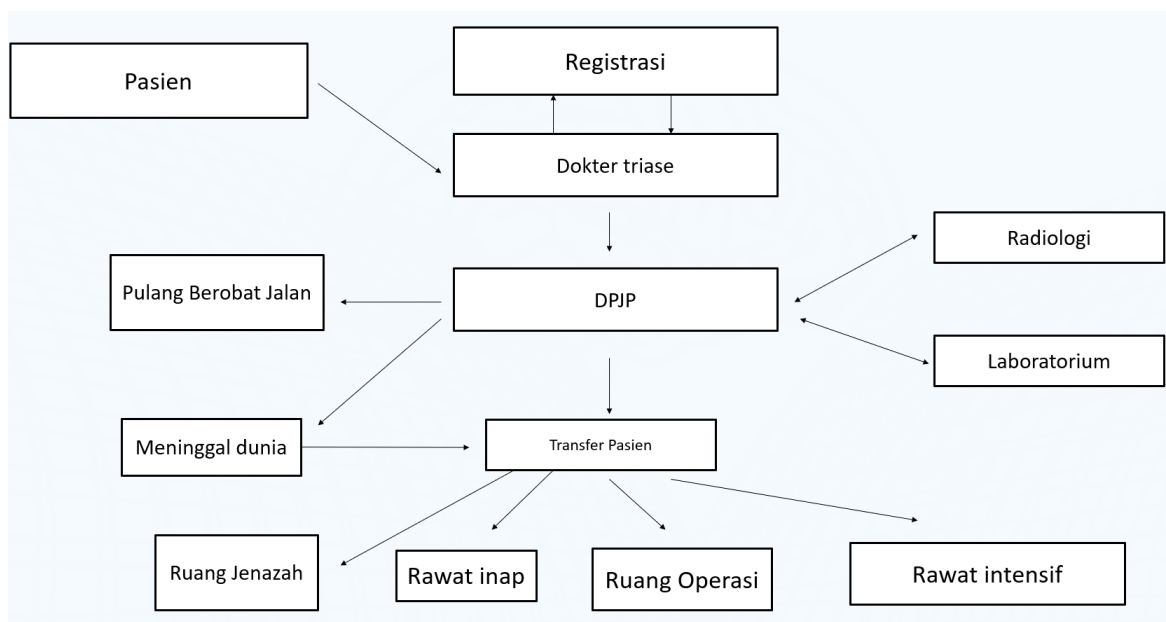 Pasien
Registrasi
Dokter triase
Radiologi
Pulang Berobat Jalan
DPJP
Laboratorium
Meninggal dunia
Transfer Pasien
Ruang Jenazah
Rawat inap
Ruang Operasi
Rawat intensif